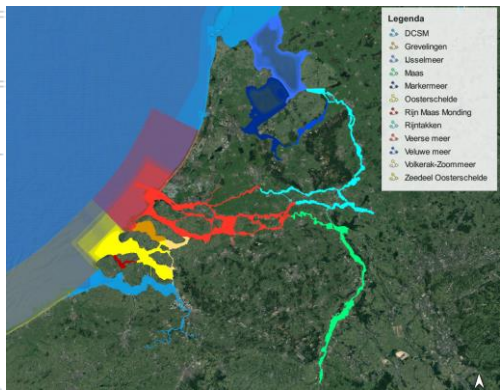 Legenda
DCSM
Grevelingen
IJsselmeer
Maas
Markermeer
Oosterschelde
Rijn Maas Monding
Rijntakken
Veerse meer
Veluwe meer
Volkerak-Zoommeer
Zeedeel Oosterschelde